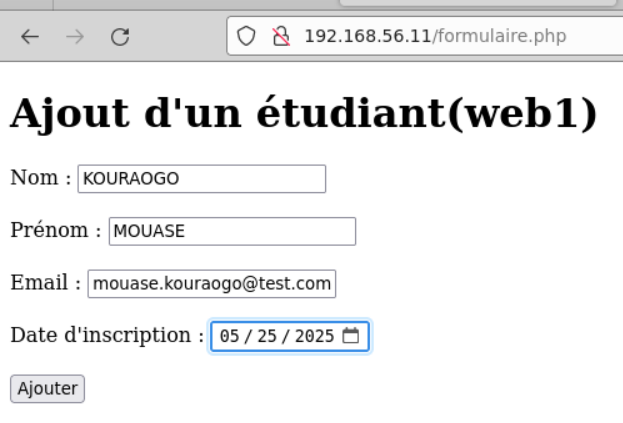 192.168.56.11/formulaire.php
Ajout d'un étudiant(web1)
Nom : KOURAOGO
Prénom : MOUASE
Email : mouase.kouraogo@test.com
Date d'inscription : 05 / 25 / 2025
Ajouter